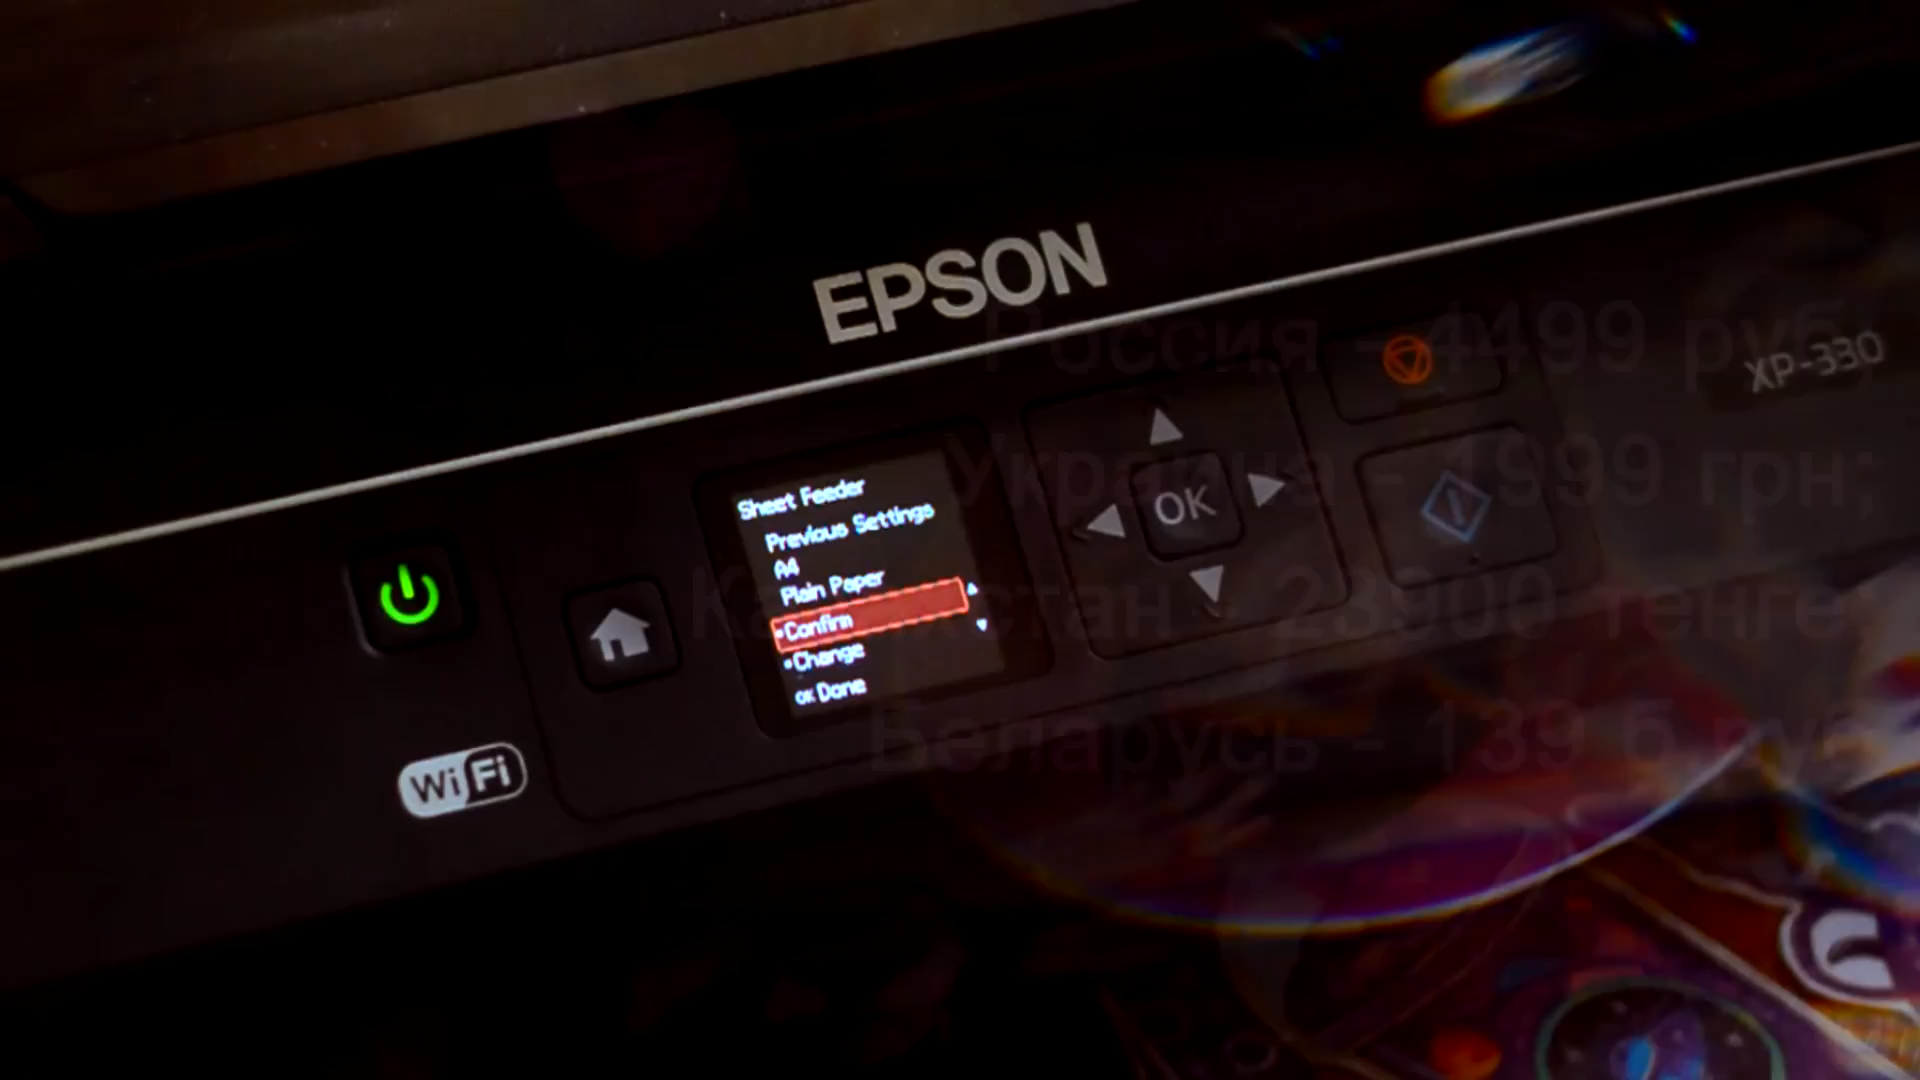 EPSON
XP-330
Россия - 4499 руб;
Украина - 1999 грн;
Казахстан - 23900 тенге;
Беларусь - 139 б.руб
Sheet Feeder
Previous Settings
A4
Plain Paper
Confirm
Change
OK Done
OK
WiFi